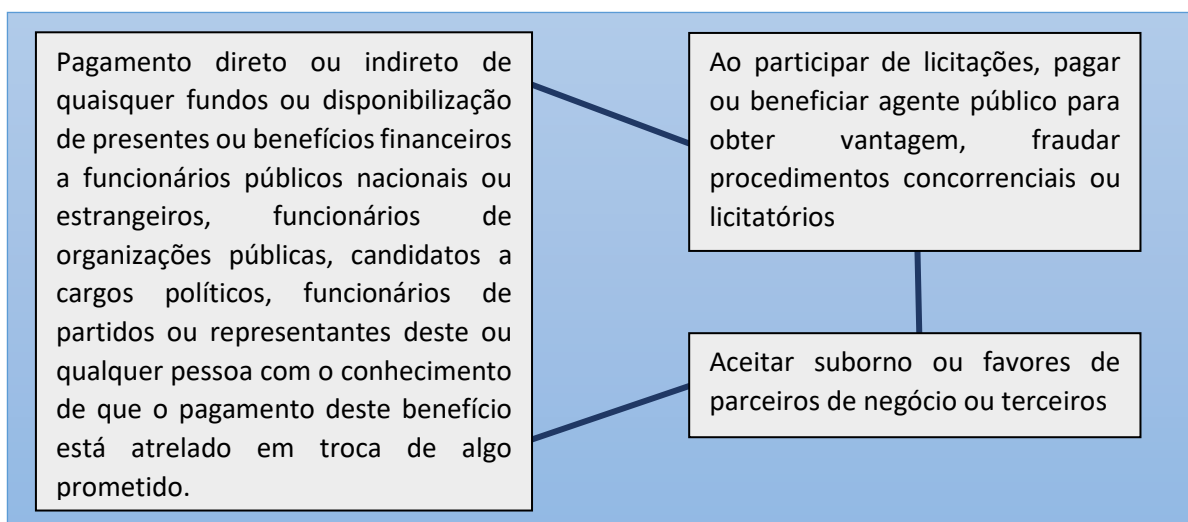 Pagamento direto ou indireto de
quaisquer fundos ou disponibilização
de presentes ou benefícios financeiros
a funcionários públicos nacionais ou
estrangeiros, funcionários de
organizações públicas, candidatos a
cargos políticos, funcionários de
partidos ou representantes deste ou
qualquer pessoa com o conhecimento
de que o pagamento deste benefício
está atrelado em troca de algo
prometido.
Ao participar de licitações, pagar
ou beneficiar agente público para
obter vantagem, fraudar
procedimentos concorrenciais ou
licitatórios
Aceitar suborno ou favores de
parceiros de negócio ou terceiros